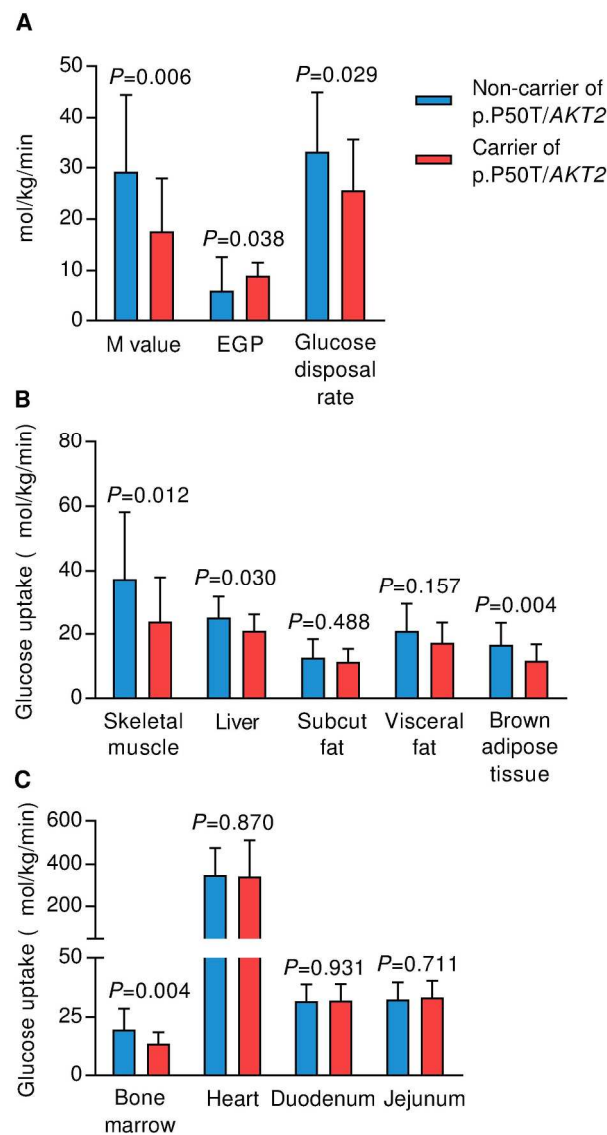 A
50
40
30
20
10
0
mol/kg/min
P=0.006
P=0.038
P=0.029
M value
EGP
Glucose
disposal
rate
Non-carrier of
p.P50T/AKT2
Carrier of
p.P50T/AKT2
B
80
60
40
20
0
Glucose uptake ( mol/kg/min)
P=0.012
P=0.030
P=0.488
P=0.157
P=0.004
Skeletal
muscle
Liver
Subcut
fat
Visceral
fat
Brown
adipose
tissue
C
600
400
200
50
25
0
Glucose uptake ( mol/kg/min)
P=0.004
P=0.870
P=0.931
P=0.711
Bone
marrow
Heart
Duodenum
Jejunum